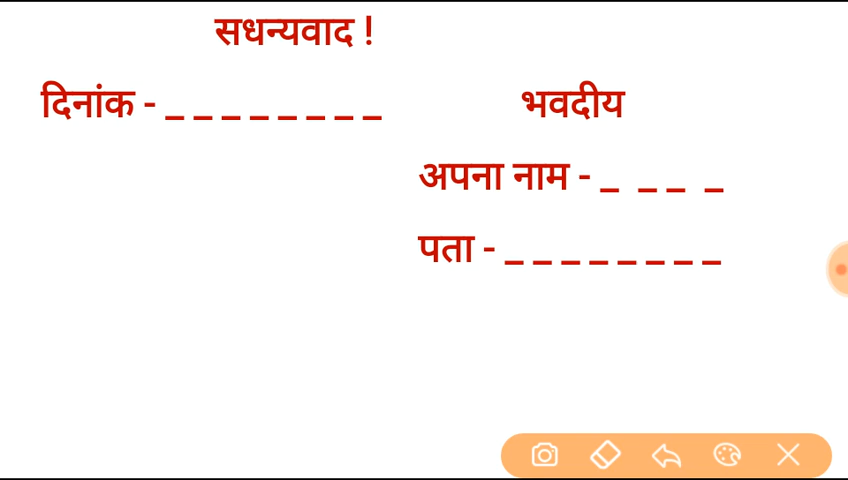 सधन्यवाद !
दिनांक - _ _ _ _ _ _ _ _ भवदीय
अपना नाम - _ _ _ _
पता - _ _ _ _ _ _ _ _